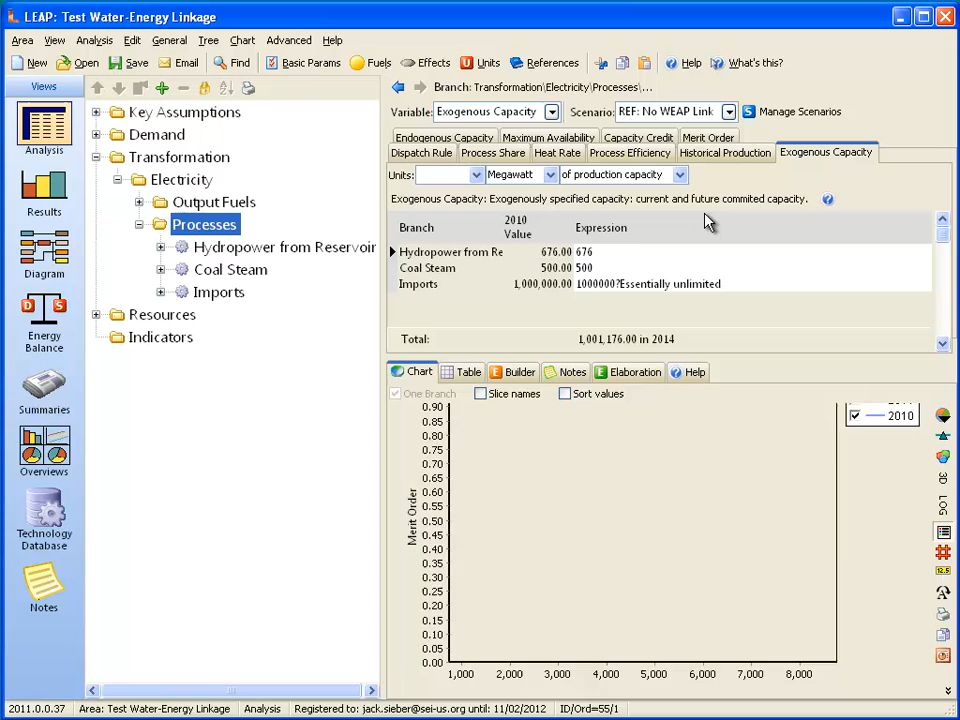 LEAP: Test Water-Energy Linkage
Area View Analysis Edit General Tree Chart Advanced Help
New Open Save Email Find Basic Params Fuels Effects Units References Help What's this?
Views
Analysis
Results
Diagram
Energy
Balance
Summaries
Overviews
Technology
Database
Notes
Key Assumptions
Demand
Transformation
Electricity
Output Fuels
Processes
Hydropower from Reservoir
Coal Steam
Imports
Resources
Indicators
Branch: Transformation\Electricity\Processes\...
Variable: Exogenous Capacity Scenario: REF: No WEAP Link Manage Scenarios
Endogenous Capacity Maximum Availability Capacity Credit Merit Order
Dispatch Rule Process Share Heat Rate Process Efficiency Historical Production Exogenous Capacity
Units: Megawatt of production capacity
Exogenous Capacity: Exogenously specified capacity: current and future commited capacity.
Branch 2010 Value Expression
Hydropower from Re 676.00 676
Coal Steam 500.00 500
Imports 1,000,000.00 1000000?Essentially unlimited
Total: 1,001,176.00 in 2014
Chart Table Builder Notes Elaboration Help
One Branch Slice names Sort values
0.90
0.85
0.80
0.75
0.70
0.65
0.60
0.55
0.50
0.45
0.40
0.35
0.30
0.25
0.20
0.15
0.10
0.05
0.00
Merit Order
1,000 2,000 3,000 4,000 5,000 6,000 7,000 8,000
2010
3D
LOG
12.5
2011.0.0.37 Area: Test Water-Energy Linkage Analysis Registered to: jack.sieber@sei-us.org until: 11/02/2012 ID/Ord=55/1